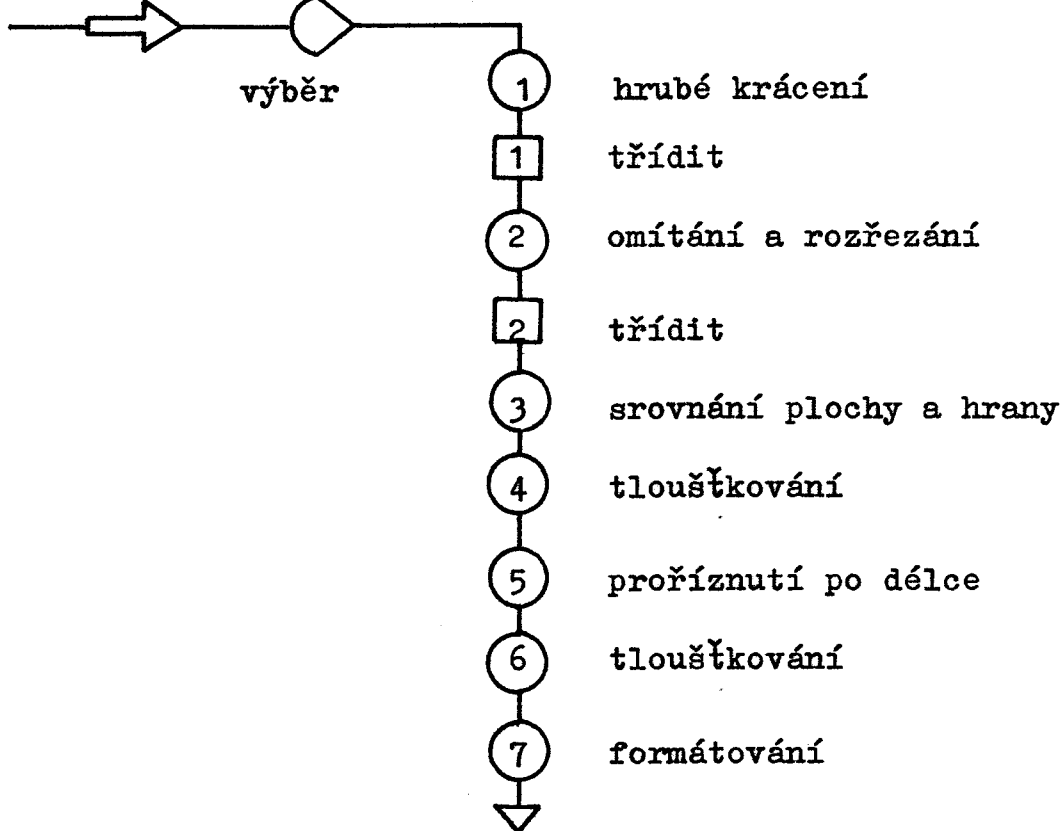 výběr
1 hrubé krácení
1 třídit
2 omítání a rozřezání
2 třídit
3 srovnání plochy a hrany
4 tloušťkování
5 proříznutí po délce
6 tloušťkování
7 formátování